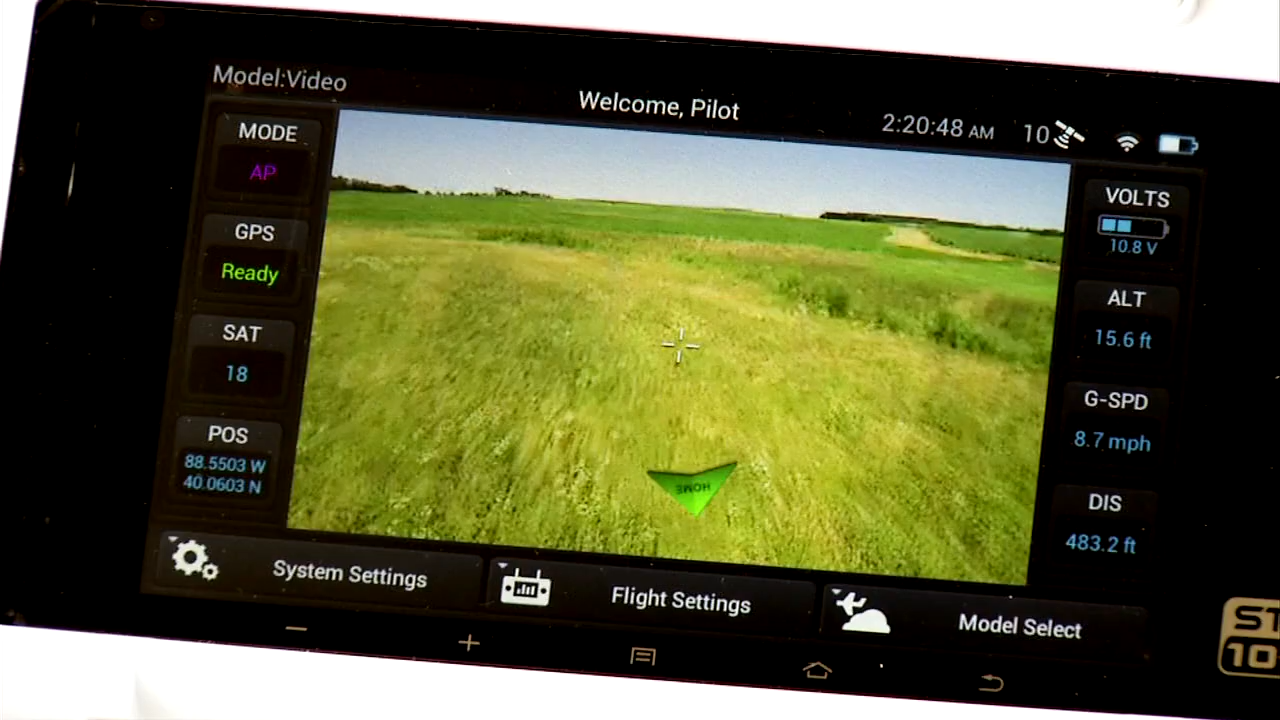 Model:Video
Welcome, Pilot
2:20:48 AM 10
MODE
AP
GPS
Ready
SAT
18
POS
88.5503 W
40.0603 N
VOLTS
10.8 V
ALT
15.6 ft
G-SPD
8.7 mph
DIS
483.2 ft
HOME
System Settings
Flight Settings
Model Select
ST
10